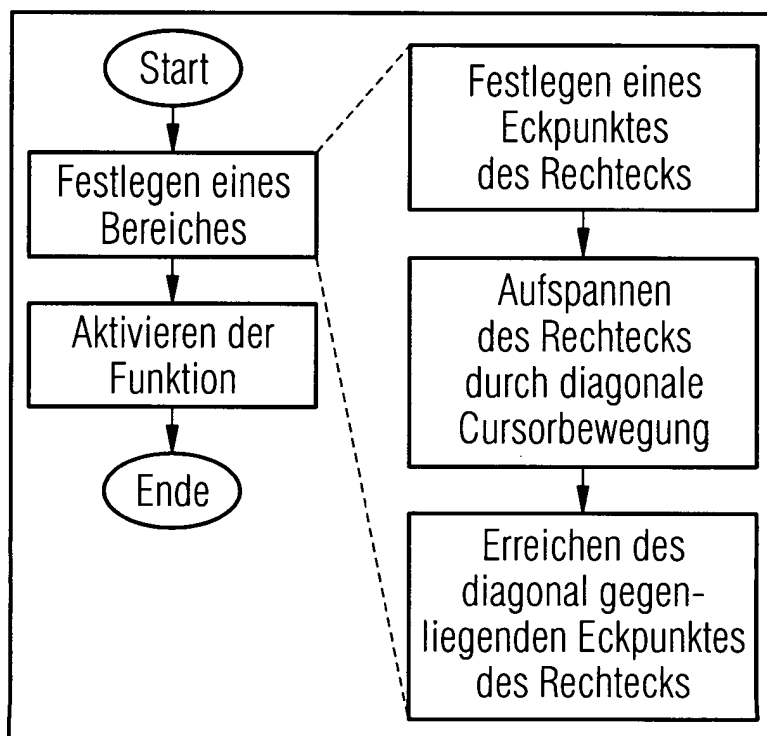 Start
Festlegen eines
Bereiches
Aktivieren der
Funktion
Ende
Festlegen eines
Eckpunktes
des Rechtecks
Aufspannen
des Rechtecks
durch diagonale
Cursorbewegung
Erreichen des
diagonal gegen-
liegenden Eckpunktes
des Rechtecks